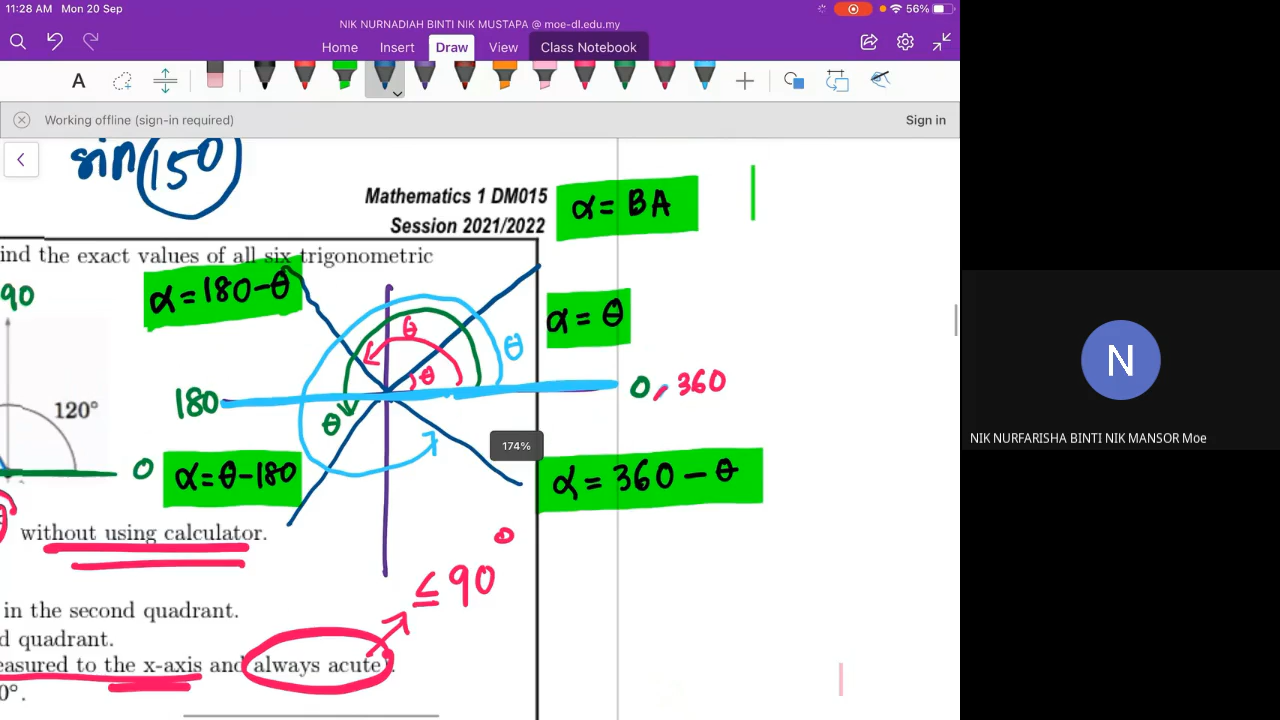 11:28 AM Mon 20 Sep
56%
NIK NURNADIAH BINTI NIK MUSTAPA @ moe-dl.edu.my
Home Insert Draw View Class Notebook
A
Working offline (sign-in required) Sign in
sin(150)
Mathematics 1 DM015
Session 2021/2022
α = BA
ind the exact values of all six trigonometric
90
α = 180 - θ
α = θ
θ
θ
θ
120°
180
0, 360
θ
174%
0
α = θ - 180
α = 360 - θ
without using calculator.
≤ 90°
in the second quadrant.
d quadrant.
easured to the x-axis and always acute).
0°.
N
NIK NURFARISHA BINTI NIK MANSOR Moe